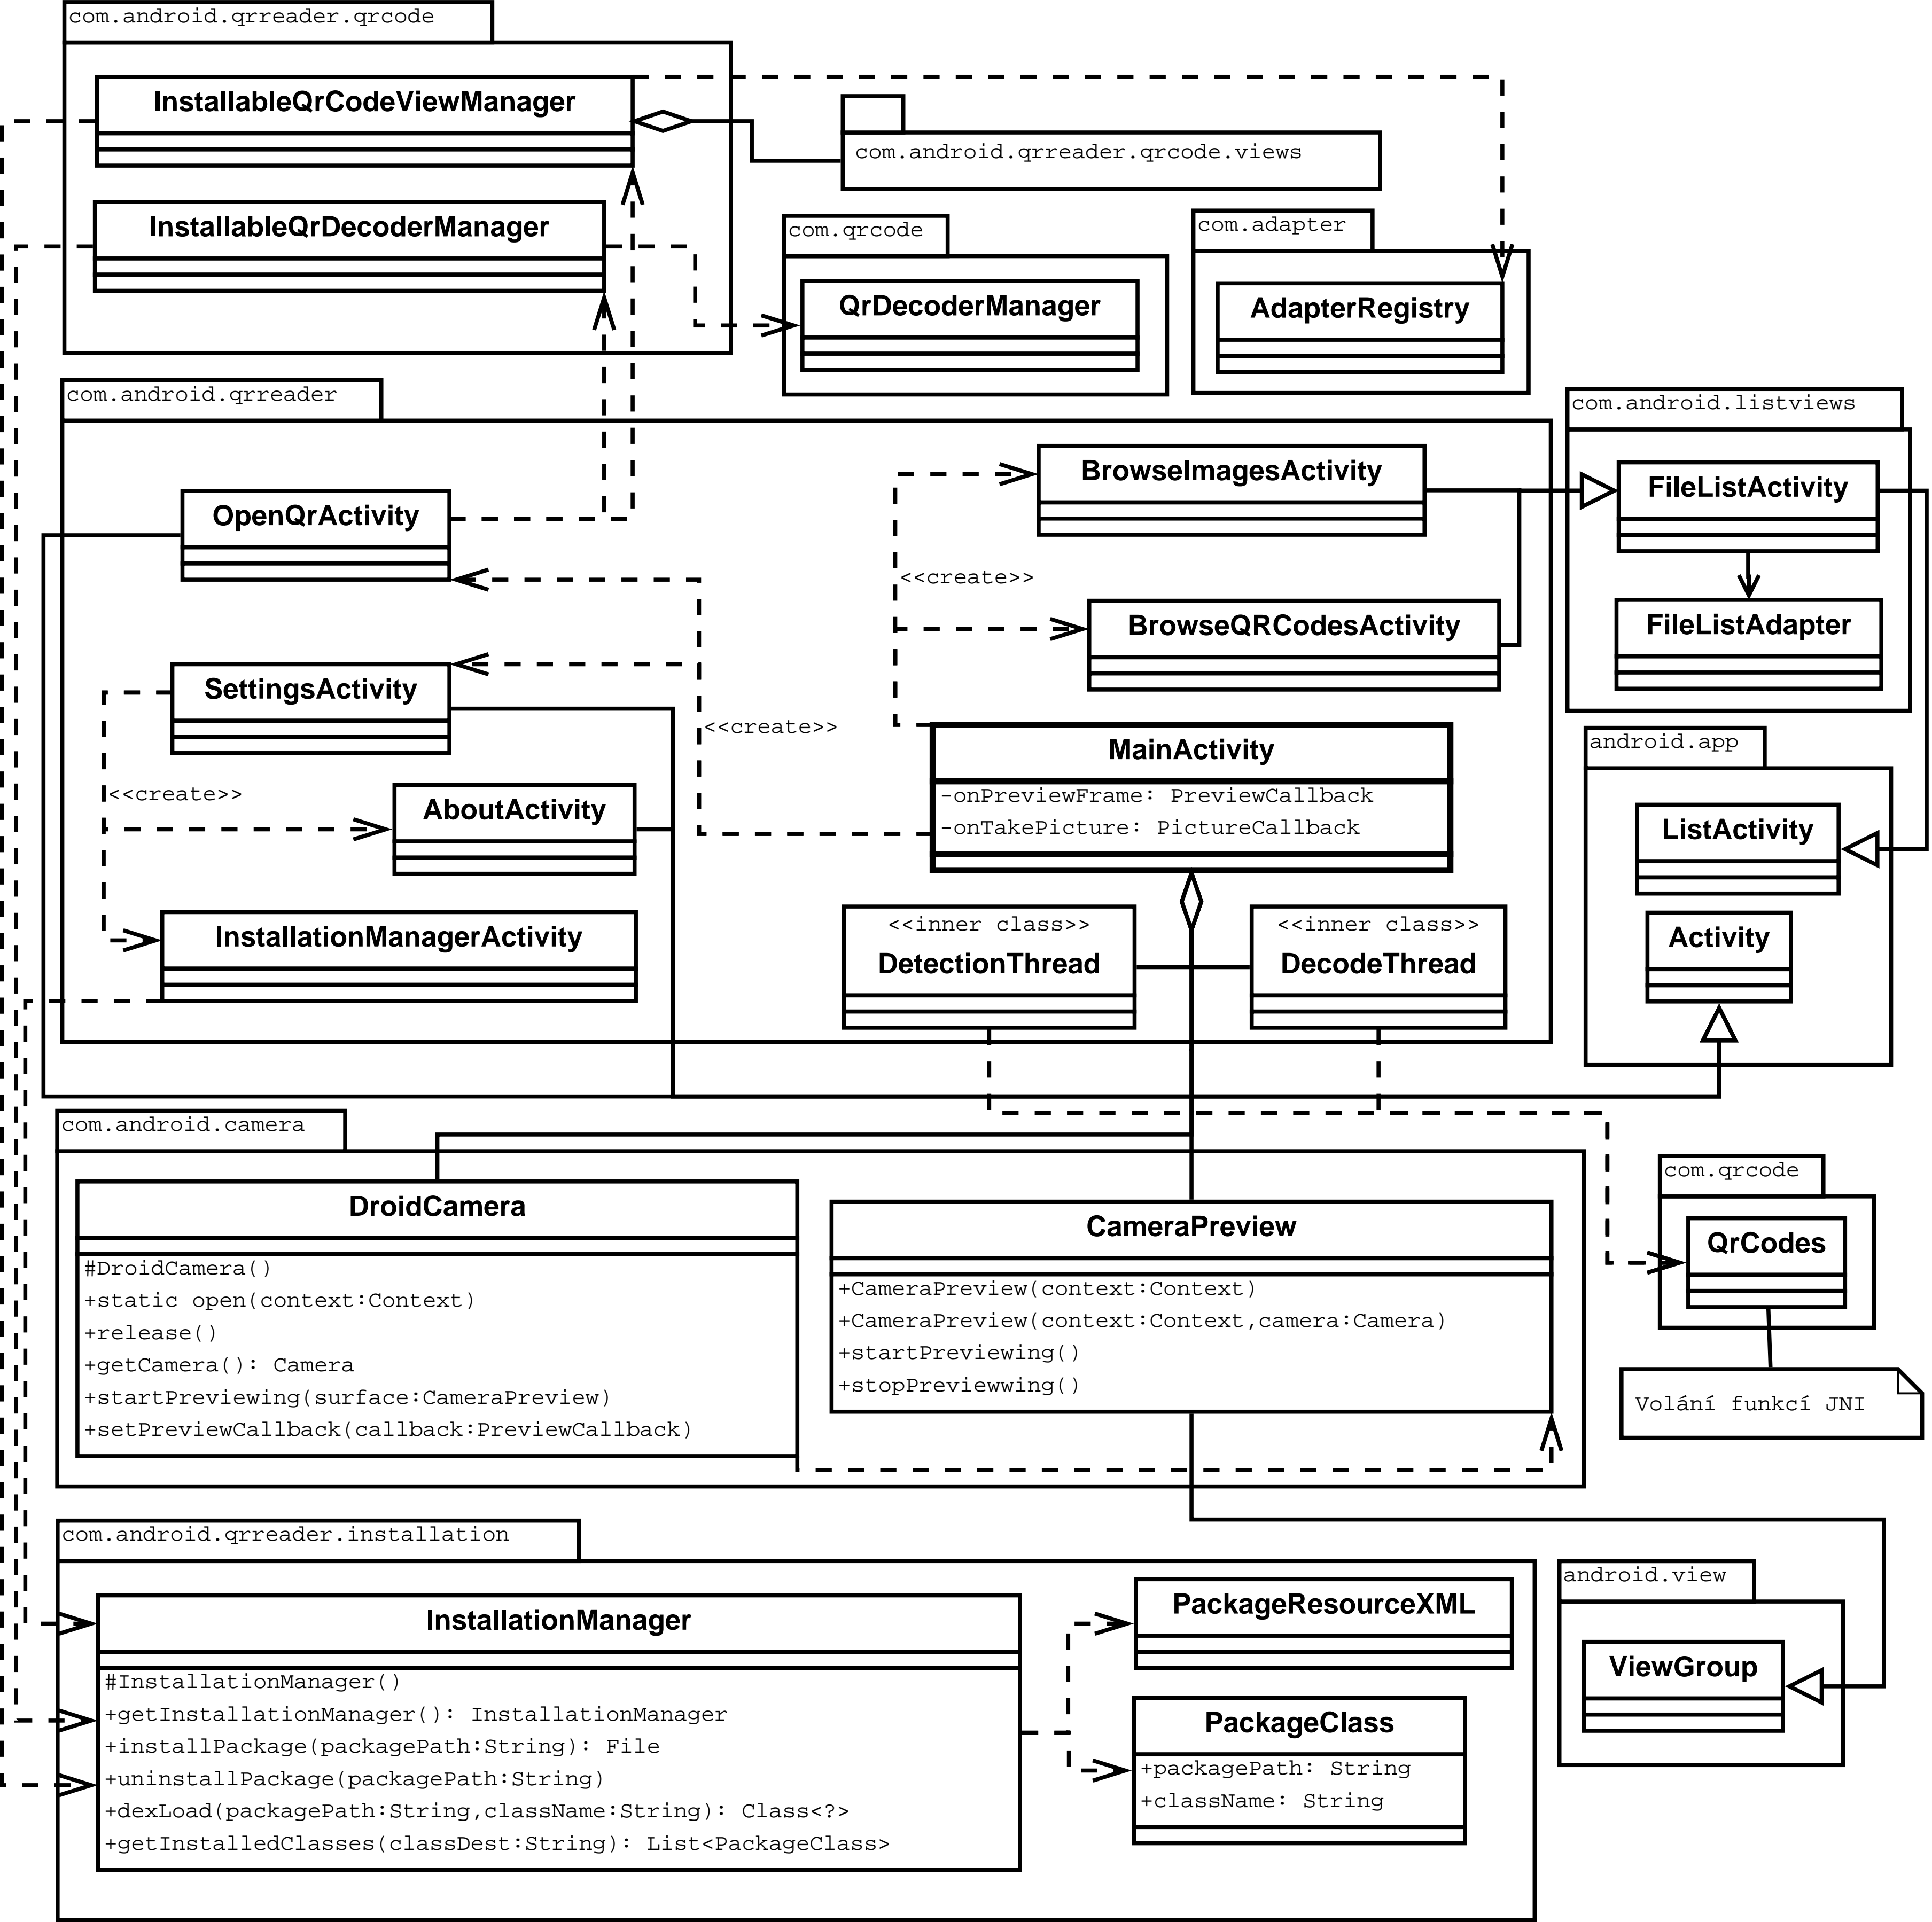 com.android.qrreader.qrcode
InstallableQrCodeViewManager
com.android.qrreader.qrcode.views
InstallableQrDecoderManager
com.qrcode
QrDecoderManager
com.adapter
AdapterRegistry
com.android.qrreader
OpenQrActivity
BrowseImagesActivity
<<create>>
BrowseQRCodesActivity
SettingsActivity
<<create>>
MainActivity
-onPreviewFrame: PreviewCallback
-onTakePicture: PictureCallback
<<create>>
AboutActivity
InstallationManagerActivity
<<inner class>>
DetectionThread
<<inner class>>
DecodeThread
com.android.listviews
FileListActivity
FileListAdapter
android.app
ListActivity
Activity
com.android.camera
DroidCamera
#DroidCamera()
+static open(context:Context)
+release()
+getCamera(): Camera
+startPreviewing(surface:CameraPreview)
+setPreviewCallback(callback:PreviewCallback)
CameraPreview
+CameraPreview(context:Context)
+CameraPreview(context:Context,camera:Camera)
+startPreviewing()
+stopPreviewwing()
com.qrcode
QrCodes
Volání funkcí JNI
com.android.qrreader.installation
InstallationManager
#InstallationManager()
+getInstallationManager(): InstallationManager
+installPackage(packagePath:String): File
+uninstallPackage(packagePath:String)
+dexLoad(packagePath:String,className:String): Class<?>
+getInstalledClasses(classDest:String): List<PackageClass>
PackageResourceXML
PackageClass
+packagePath: String
+className: String
android.view
ViewGroup